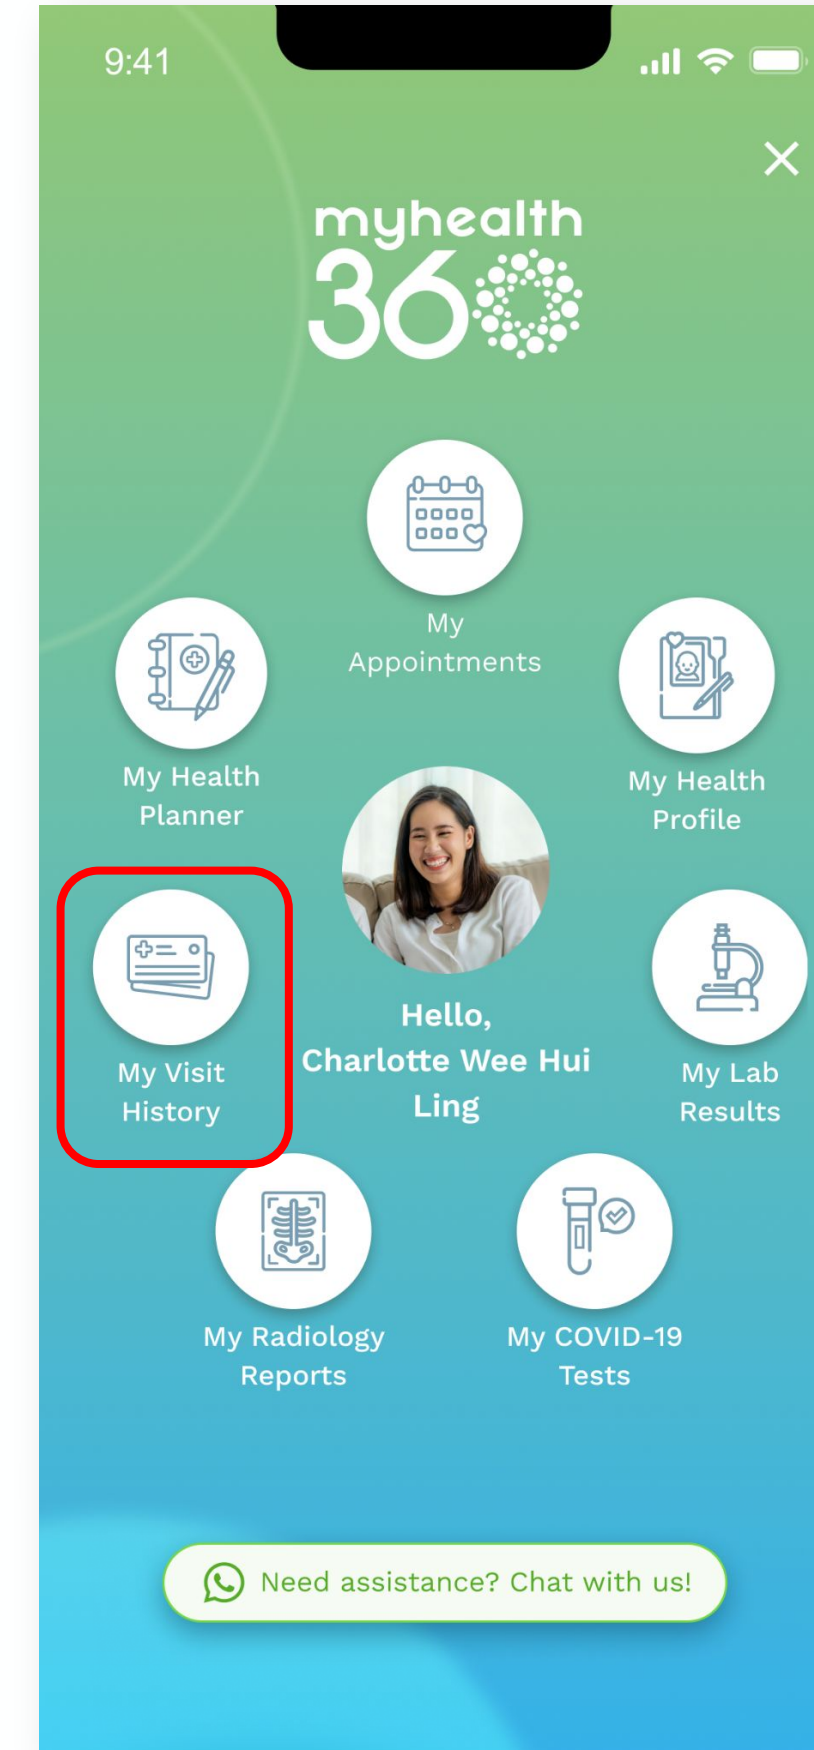 9:41
myhealth
360
My
Appointments
My Health
Planner
My Health
Profile
My Visit
History
Hello,
Charlotte Wee Hui
Ling
My Lab
Results
My Radiology
Reports
My COVID-19
Tests
Need assistance? Chat with us!